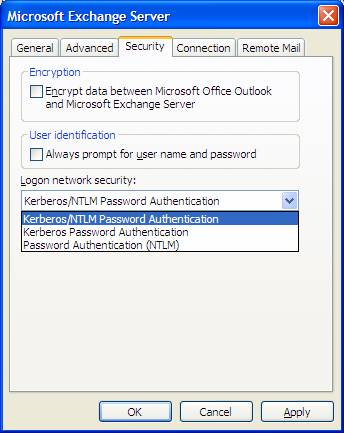 Microsoft Exchange Server
General Advanced Security Connection Remote Mail
Encryption
Encrypt data between Microsoft Office Outlook
and Microsoft Exchange Server
User identification
Always prompt for user name and password
Logon network security:
Kerberos/NTLM Password Authentication
Kerberos/NTLM Password Authentication
Kerberos Password Authentication
Password Authentication (NTLM)
OK Cancel Apply